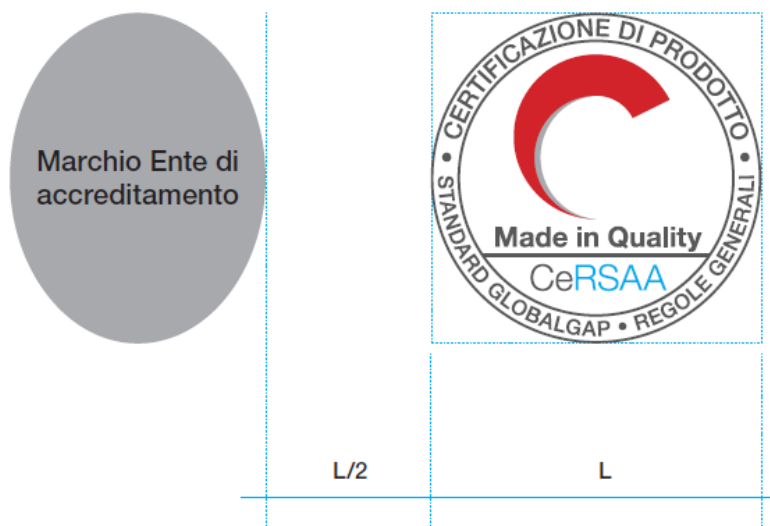 Marchio Ente di
accreditamento
• CERTIFICAZIONE DI PRODOTTO •
Made in Quality
CeRSAA
STANDARD GLOBALGAP • REGOLE GENERALI
L/2
L